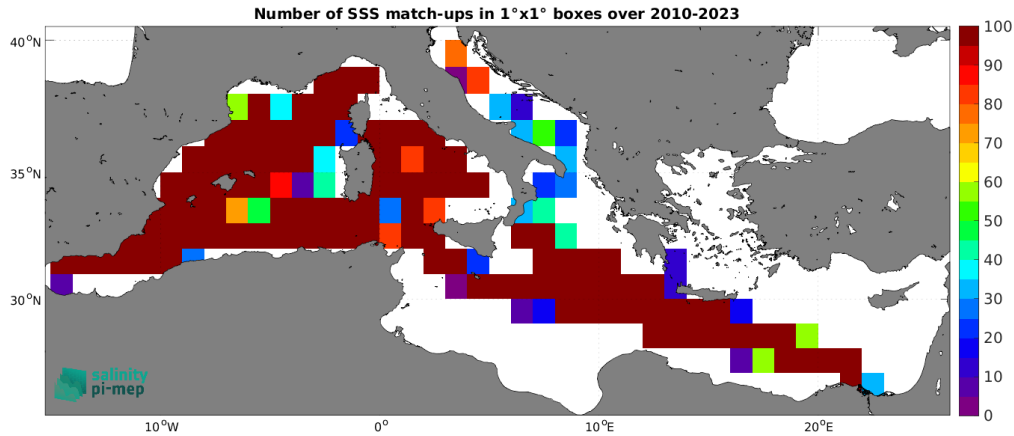 Number of SSS match-ups in 1°x1° boxes over 2010-2023
40°N
35°N
30°N
10°W
0°
10°E
20°E
100
90
80
70
60
50
40
30
20
10
0
salinity
pi-mep